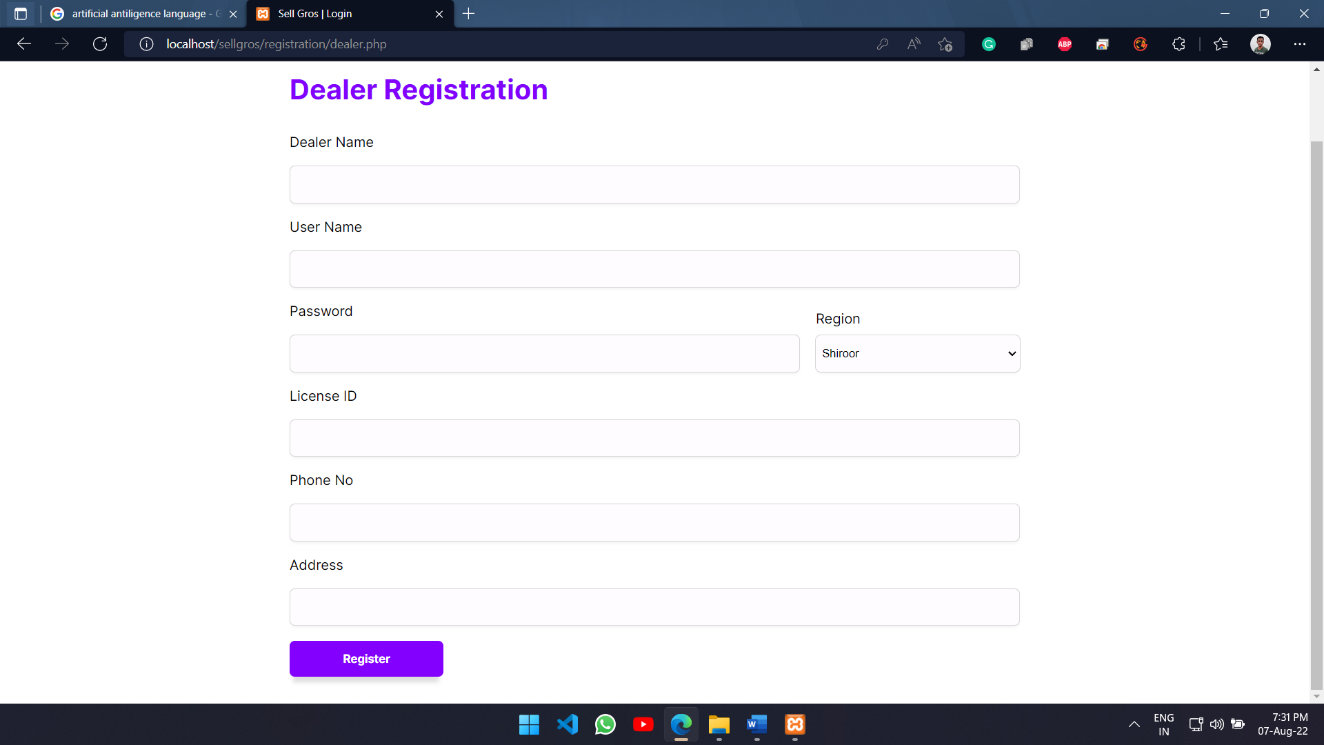 artificial antiligence language - G
Sell Gros | Login
localhost/sellgros/registration/dealer.php
ABP
Dealer Registration
Dealer Name
User Name
Password
Region
Shiroor
License ID
Phone No
Address
Register
ENG
IN
7:31 PM
07-Aug-22